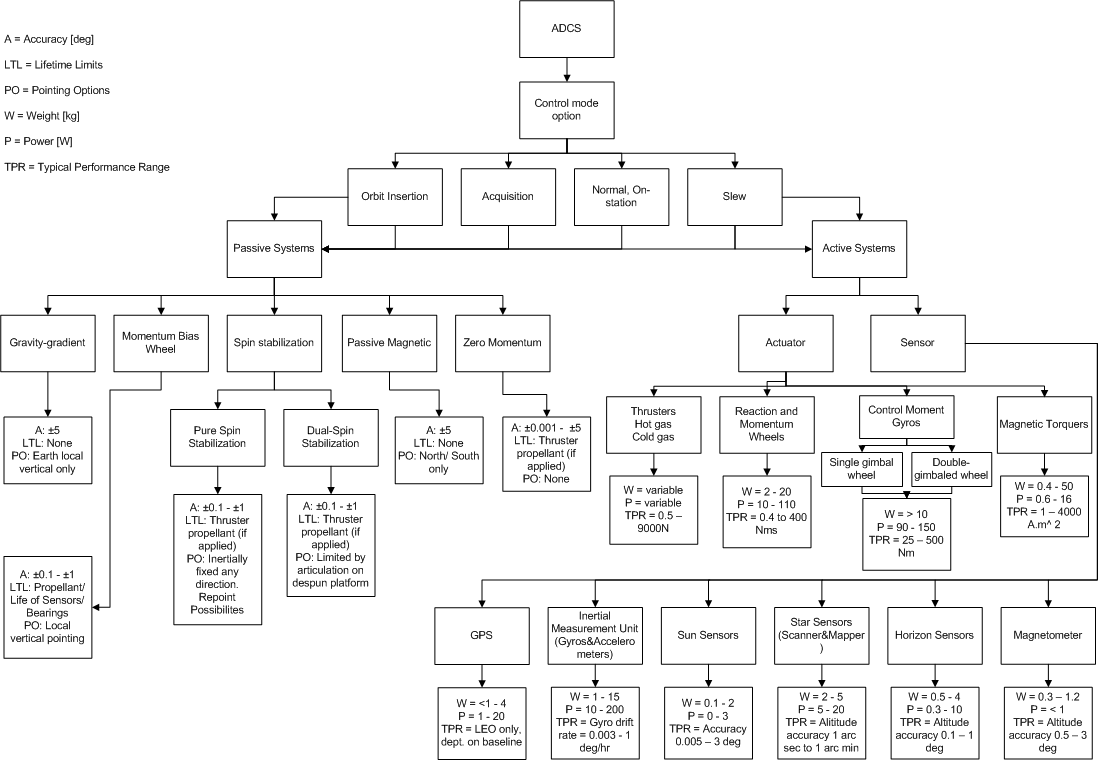 ADCS
A = Accuracy [deg]
LTL = Lifetime Limits
PO = Pointing Options
W = Weight [kg]
P = Power [W]
TPR = Typical Performance Range
Control mode
option
Orbit Insertion
Acquisition
Normal, On-
station
Slew
Passive Systems
Active Systems
Gravity-gradient
Momentum Bias
Wheel
Spin stabilization
Passive Magnetic
Zero Momentum
Actuator
Sensor
A: ±5
LTL: None
PO: Earth local
vertical only
Pure Spin
Stabilization
Dual-Spin
Stabilization
A: ±5
LTL: None
PO: North/ South
only
A: ±0.001 - ±5
LTL: Thruster
propellant (if
applied)
PO: None
Thrusters
Hot gas
Cold gas
Reaction and
Momentum
Wheels
Control Moment
Gyros
Magnetic Torquers
Single gimbal
wheel
Double-
gimbaled wheel
W = variable
P = variable
TPR = 0.5 –
9000N
W = 2 - 20
P = 10 - 110
TPR = 0.4 to 400
Nms
W = > 10
P = 90 - 150
TPR = 25 – 500
Nm
W = 0.4 - 50
P = 0.6 - 16
TPR = 1 – 4000
A.m^ 2
A: ±0.1 - ±1
LTL: Propellant/
Life of Sensors/
Bearings
PO: Local
vertical pointing
A: ±0.1 - ±1
LTL: Thruster
propellant (if
applied)
PO: Inertially
fixed any
direction.
Repoint
Possibilites
A: ±0.1 - ±1
LTL: Thruster
propellant (if
applied)
PO: Limited by
articulation on
despun platform
GPS
Inertial
Measurement Unit
(Gyros&Accelero
meters)
Sun Sensors
Star Sensors
(Scanner&Mapper
)
Horizon Sensors
Magnetometer
W = <1 - 4
P = 1 - 20
TPR = LEO only,
dept. on baseline
W = 1 - 15
P = 10 - 200
TPR = Gyro drift
rate = 0.003 - 1
deg/hr
W = 0.1 - 2
P = 0 - 3
TPR = Accuracy
0.005 – 3 deg
W = 2 - 5
P = 5 - 20
TPR = Alititude
accuracy 1 arc
sec to 1 arc min
W = 0.5 - 4
P = 0.3 - 10
TPR = Altitude
accuracy 0.1 – 1
deg
W = 0.3 – 1.2
P = < 1
TPR = Altitude
accuracy 0.5 – 3
deg